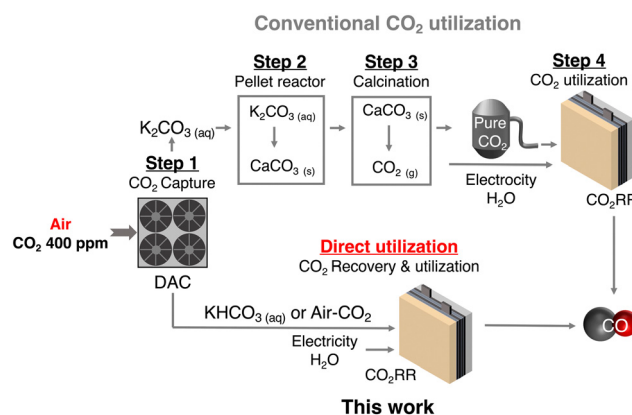 Conventional CO₂ utilization
Step 2
Pellet reactor
Step 3
Calcination
Step 4
CO₂ utilization
K₂CO₃ (aq)
K₂CO₃ (aq)
CaCO₃ (s)
CaCO₃ (s)
CO₂ (g)
Pure
CO₂
Electrocity
H₂O
CO₂RR
Step 1
CO₂ Capture
Air
CO₂ 400 ppm
DAC
Direct utilization
CO₂ Recovery & utilization
KHCO₃ (aq) or Air-CO₂
Electricity
H₂O
CO₂RR
CO
This work